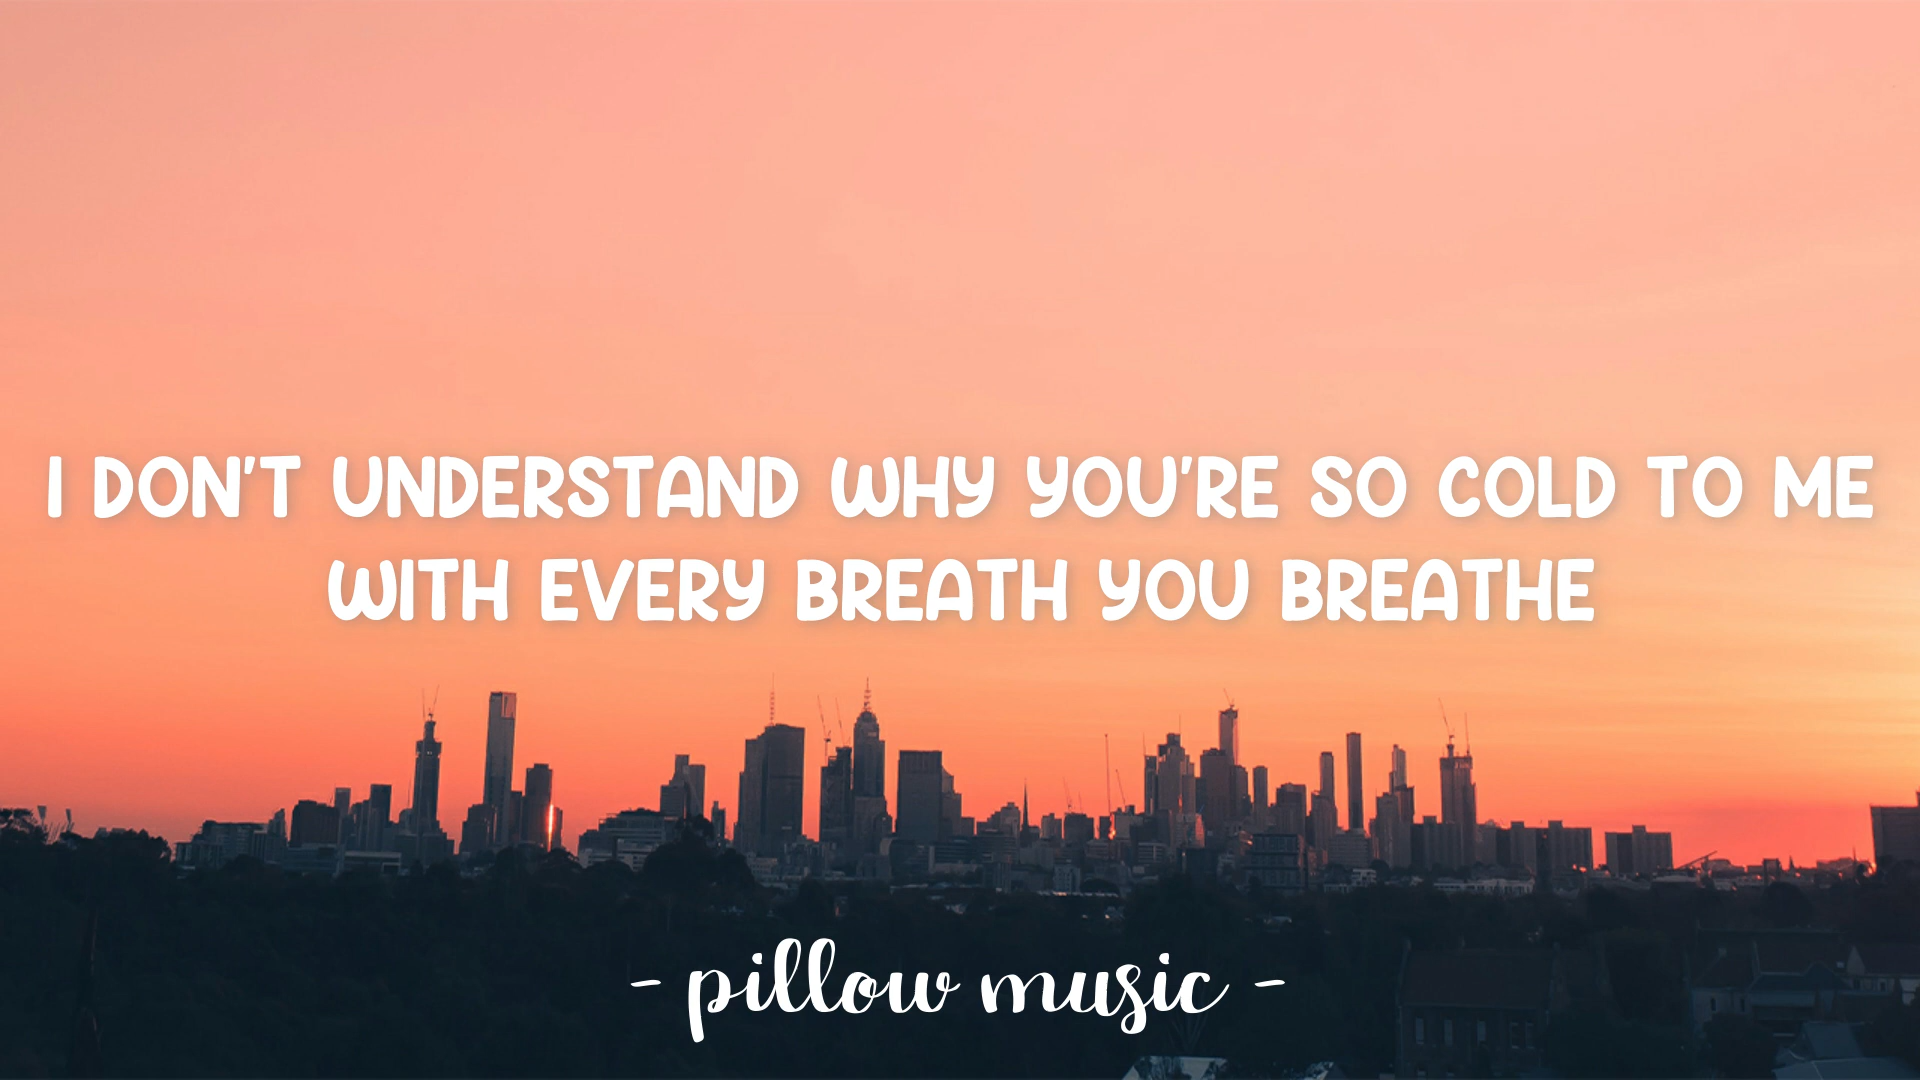 I DON'T UNDERSTAND WHY YOU'RE SO COLD TO ME
WITH EVERY BREATH YOU BREATHE
- pillow music -